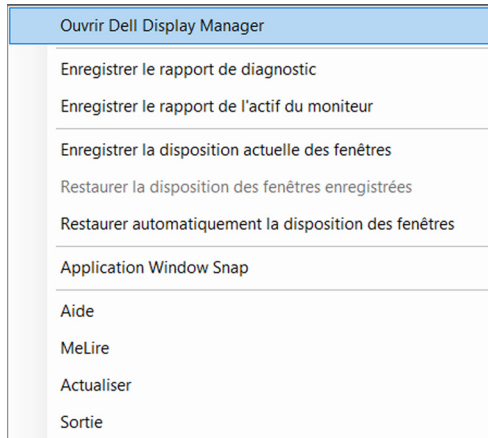 Ouvrir Dell Display Manager
Enregistrer le rapport de diagnostic
Enregistrer le rapport de l'actif du moniteur
Enregistrer la disposition actuelle des fenêtres
Restaurer la disposition des fenêtres enregistrées
Restaurer automatiquement la disposition des fenêtres
Application Window Snap
Aide
MeLire
Actualiser
Sortie